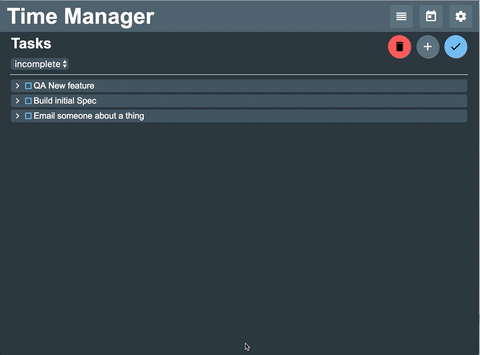 Time Manager
Tasks
incomplete
QA New feature
Build initial Spec
Email someone about a thing